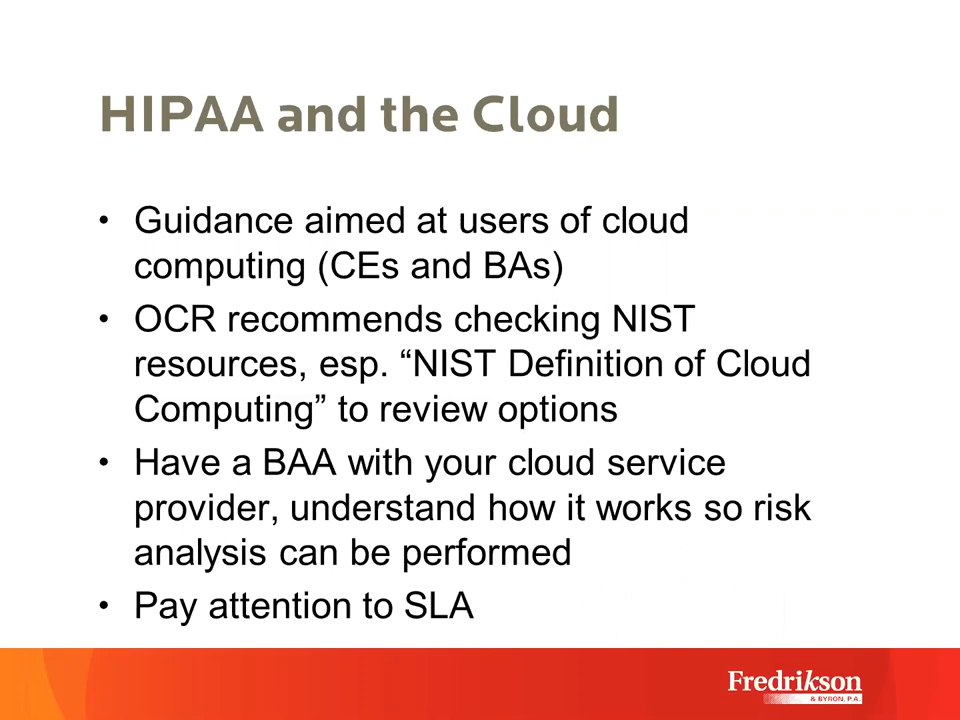 HIPAA and the Cloud
• Guidance aimed at users of cloud
computing (CEs and BAs)
• OCR recommends checking NIST
resources, esp. “NIST Definition of Cloud
Computing” to review options
• Have a BAA with your cloud service
provider, understand how it works so risk
analysis can be performed
• Pay attention to SLA
Fredrikson
& BYRON, P.A.